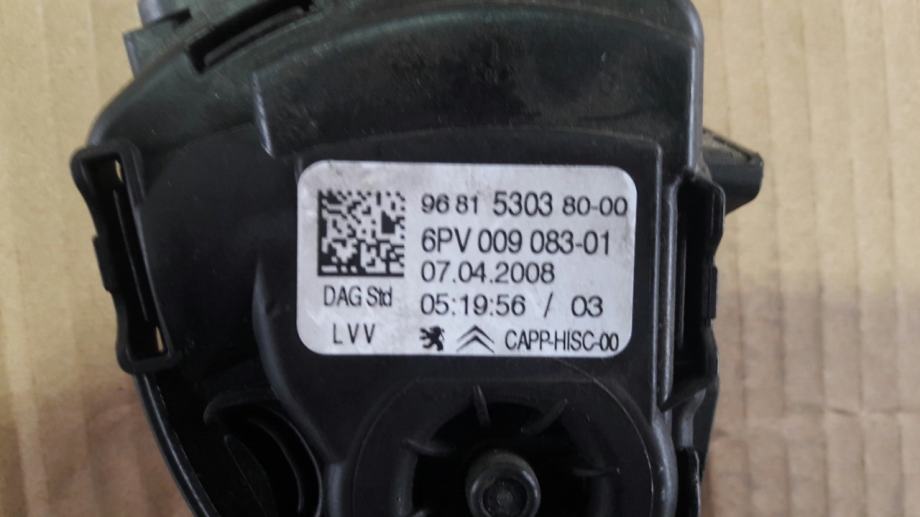 96 81 5303 80-00
6PV 009 083-01
07.04.2008
DAG Std
05:19:56 / 03
LVV
CAPP-HISC-00